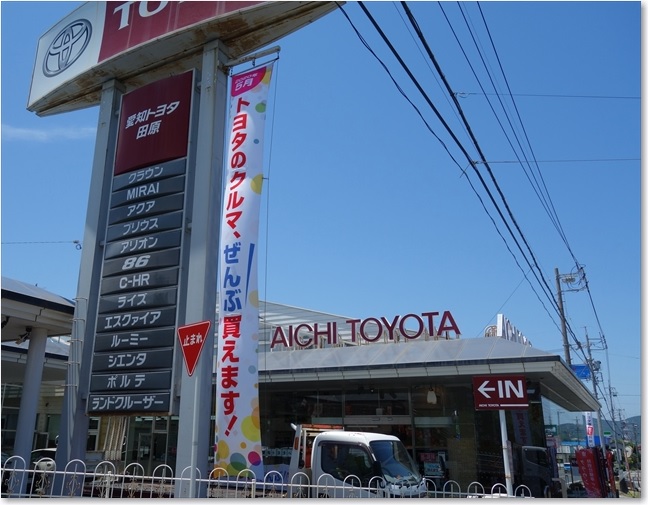 TOYO
愛知トヨタ
田原
クラウン
MIRAI
アクア
プリウス
アリオン
86
C-HR
ライズ
エスクァイア
ルーミー
シエンタ
ポルテ
ランドクルーザー
5月
トヨタのクルマ、ぜんぶ買えます!
止まれ
AICHI TOYOTA
←IN